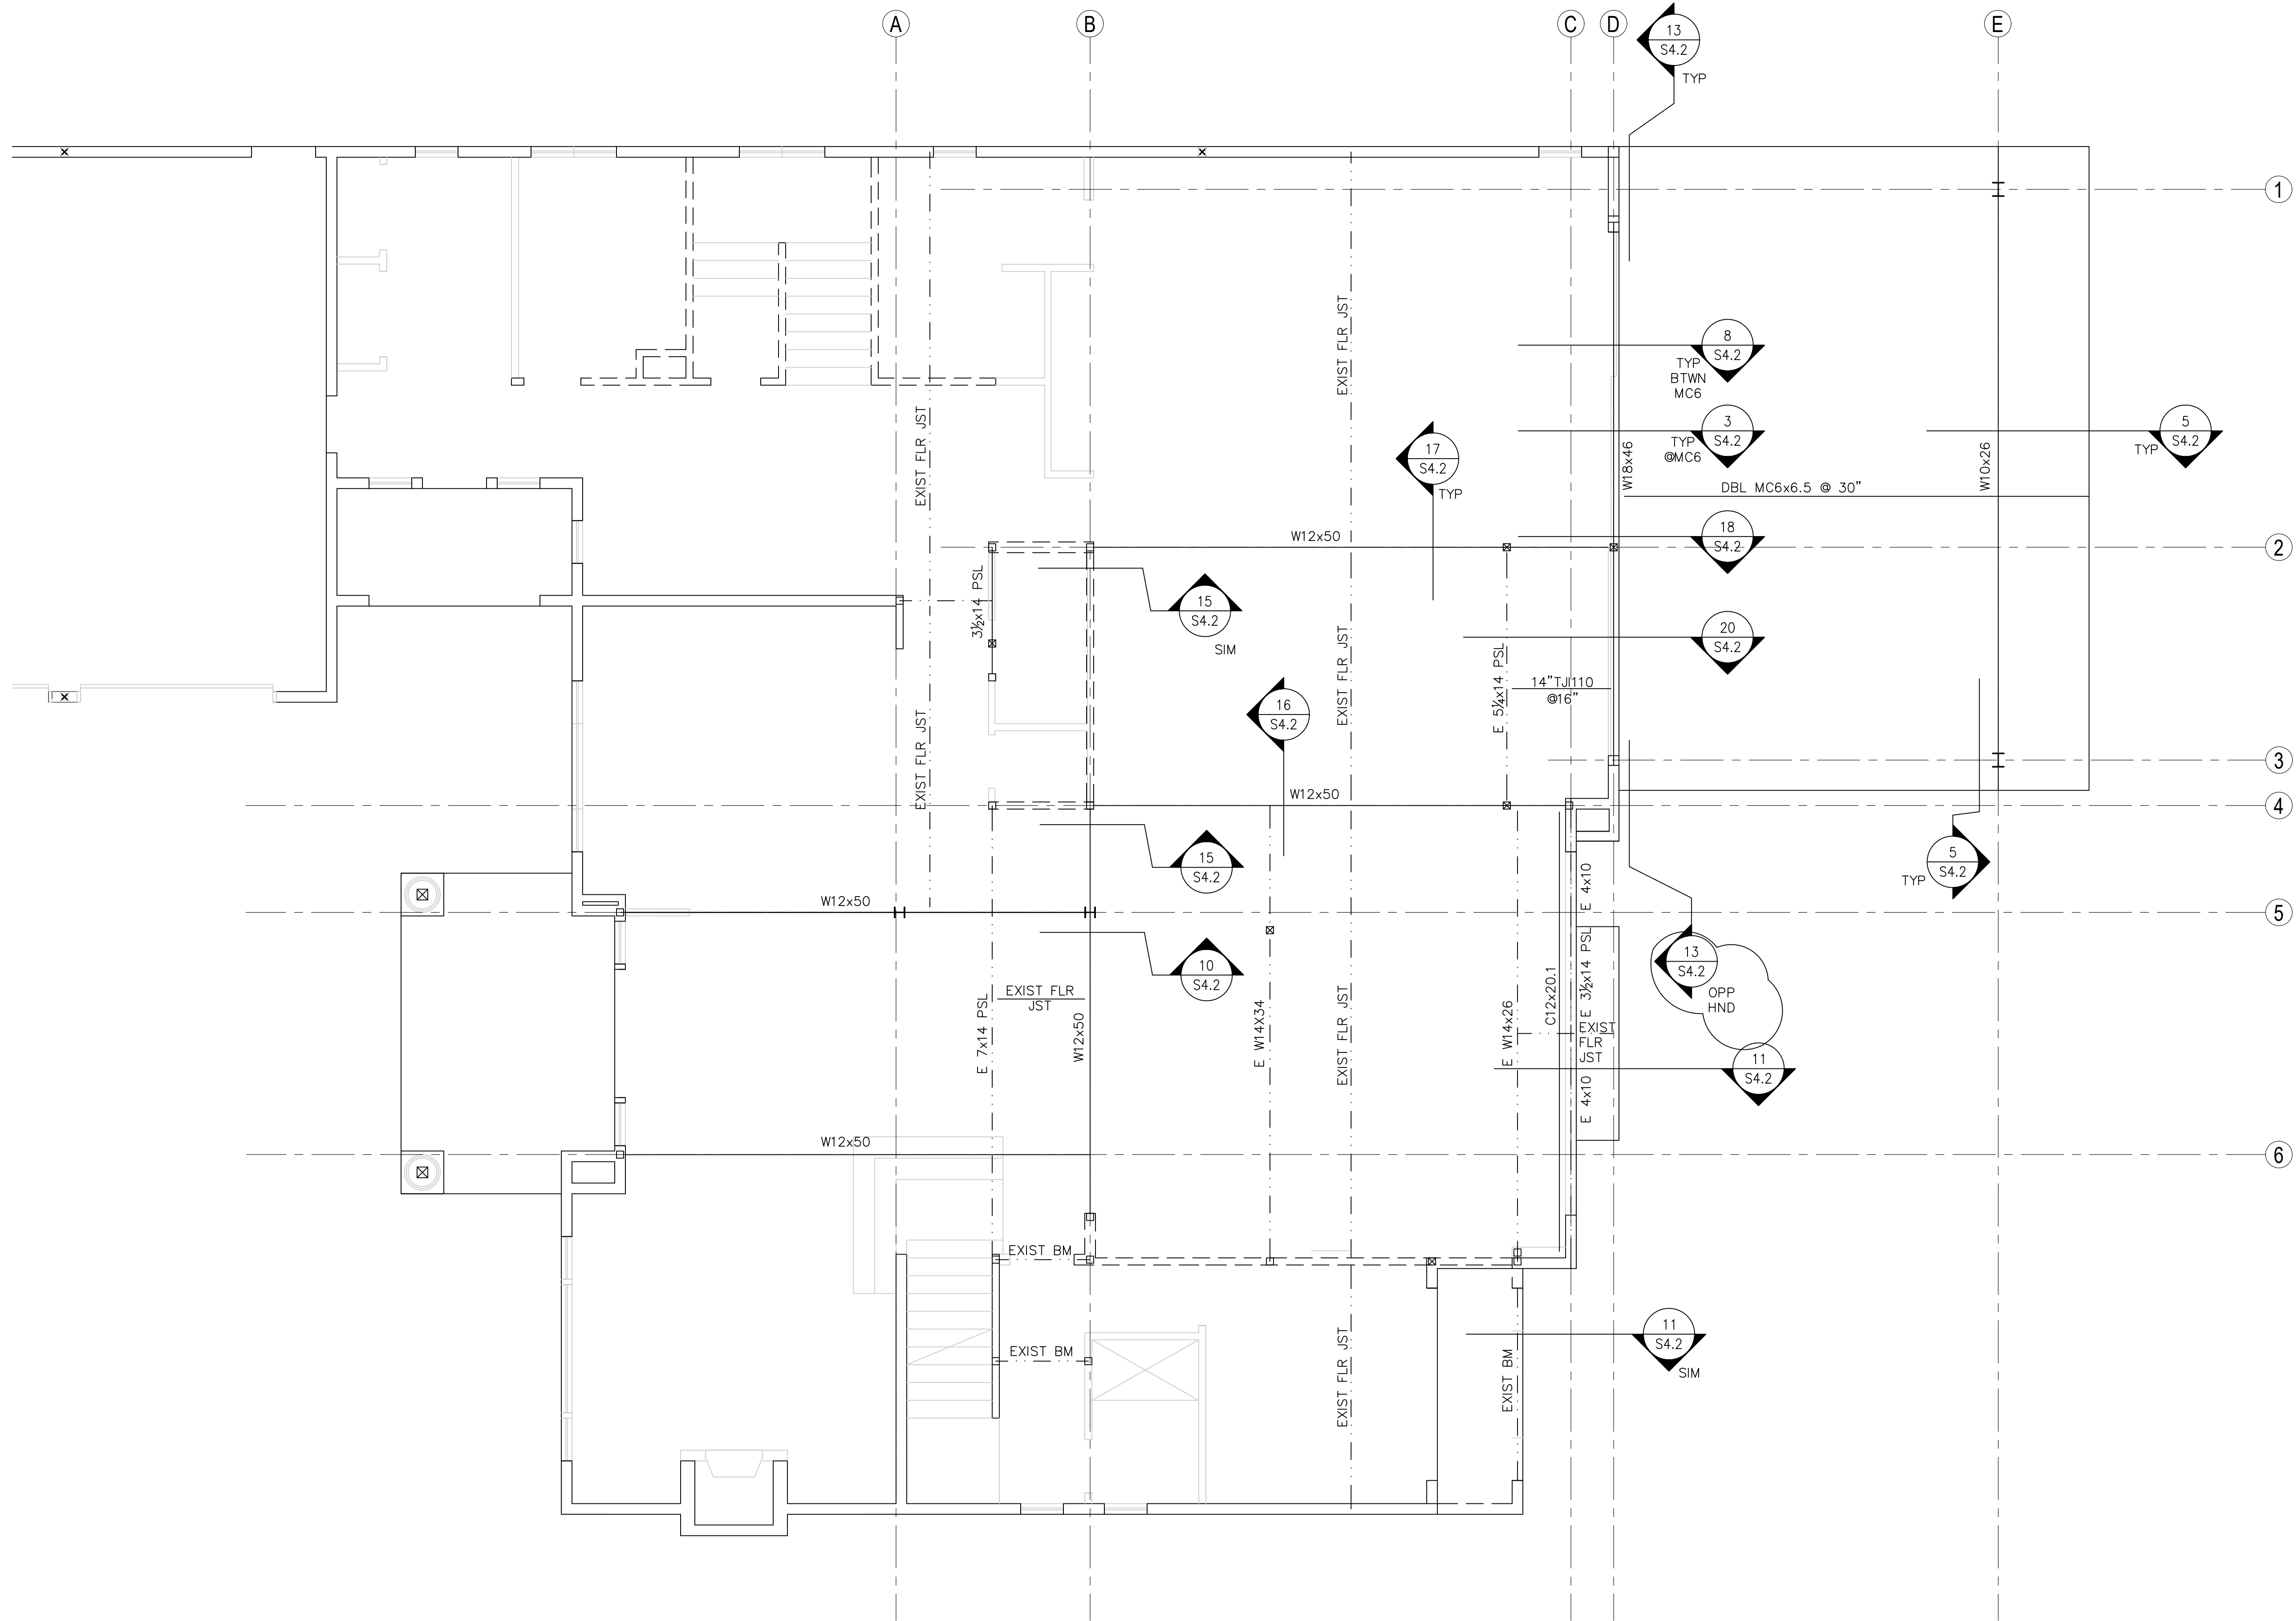 A
B
C
D
E
13
S4.2
TYP
1
EXIST FLR JST
EXIST FLR JST
8
S4.2
TYP
BTWN
MC6
3
S4.2
TYP
@MC6
5
S4.2
TYP
17
S4.2
TYP
W18x46
W10x26
DBL MC6x6.5 @ 30"
18
S4.2
W12x50
2
3½x14 PSL
15
S4.2
SIM
EXIST FLR JST
20
S4.2
E 5¼x14 PSL
14"TJI110
@16"
16
S4.2
EXIST FLR JST
3
W12x50
4
15
S4.2
5
S4.2
TYP
W12x50
E 4x10
5
10
S4.2
13
S4.2
OPP
HND
E 7x14 PSL
EXIST FLR
JST
W12x50
E W14X34
EXIST FLR JST
E W14x26
C12x20.1
E 3½x14 PSL
EXIST
FLR
JST
11
S4.2
E 4x10
W12x50
6
EXIST BM
EXIST BM
EXIST FLR JST
EXIST BM
11
S4.2
SIM